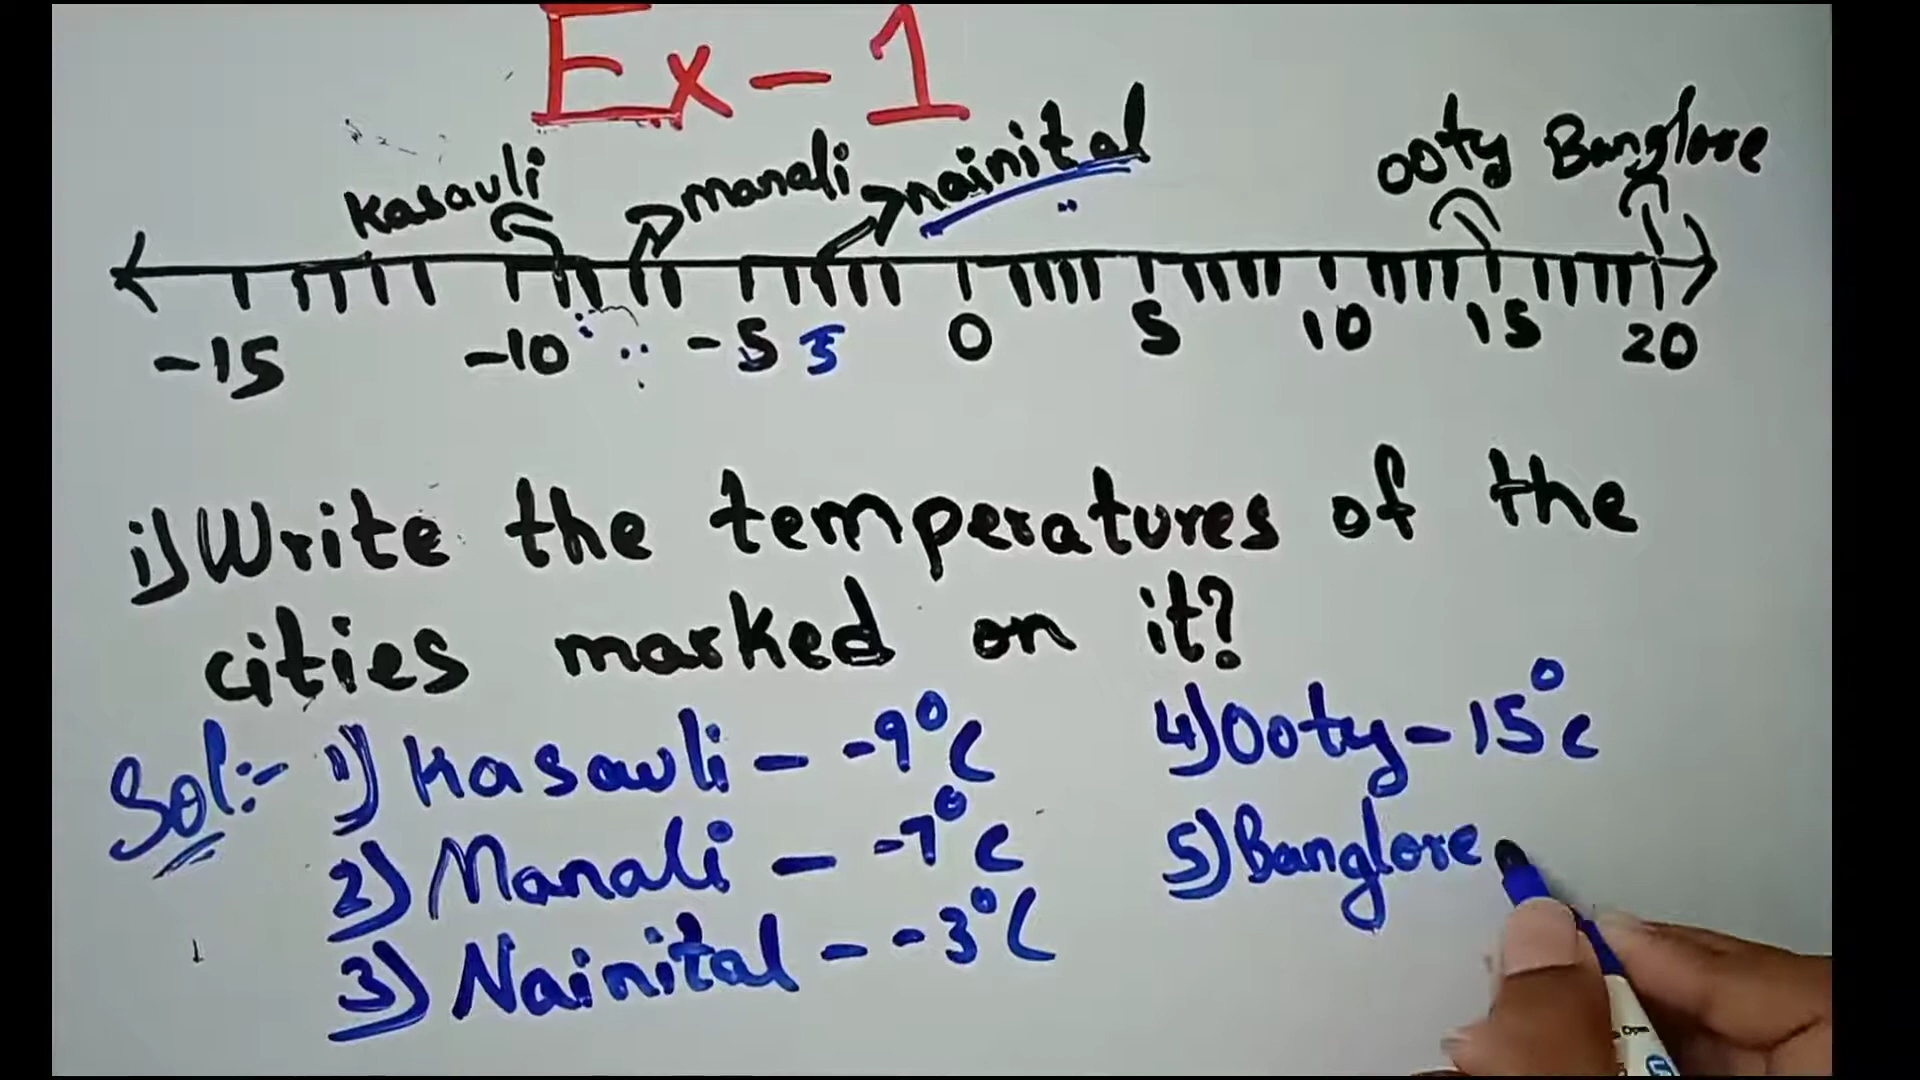 Ex-1
Kasauli manali nainital ooty Banglore
-15 -10 -5 3 0 5 10 15 20
i) Write the temperatures of the
cities marked on it?
Sol:- 1) Kasauli - -9°C
2) Manali - -7°C
3) Nainital - -3°C
4) Ooty - 15°C
5) Banglore